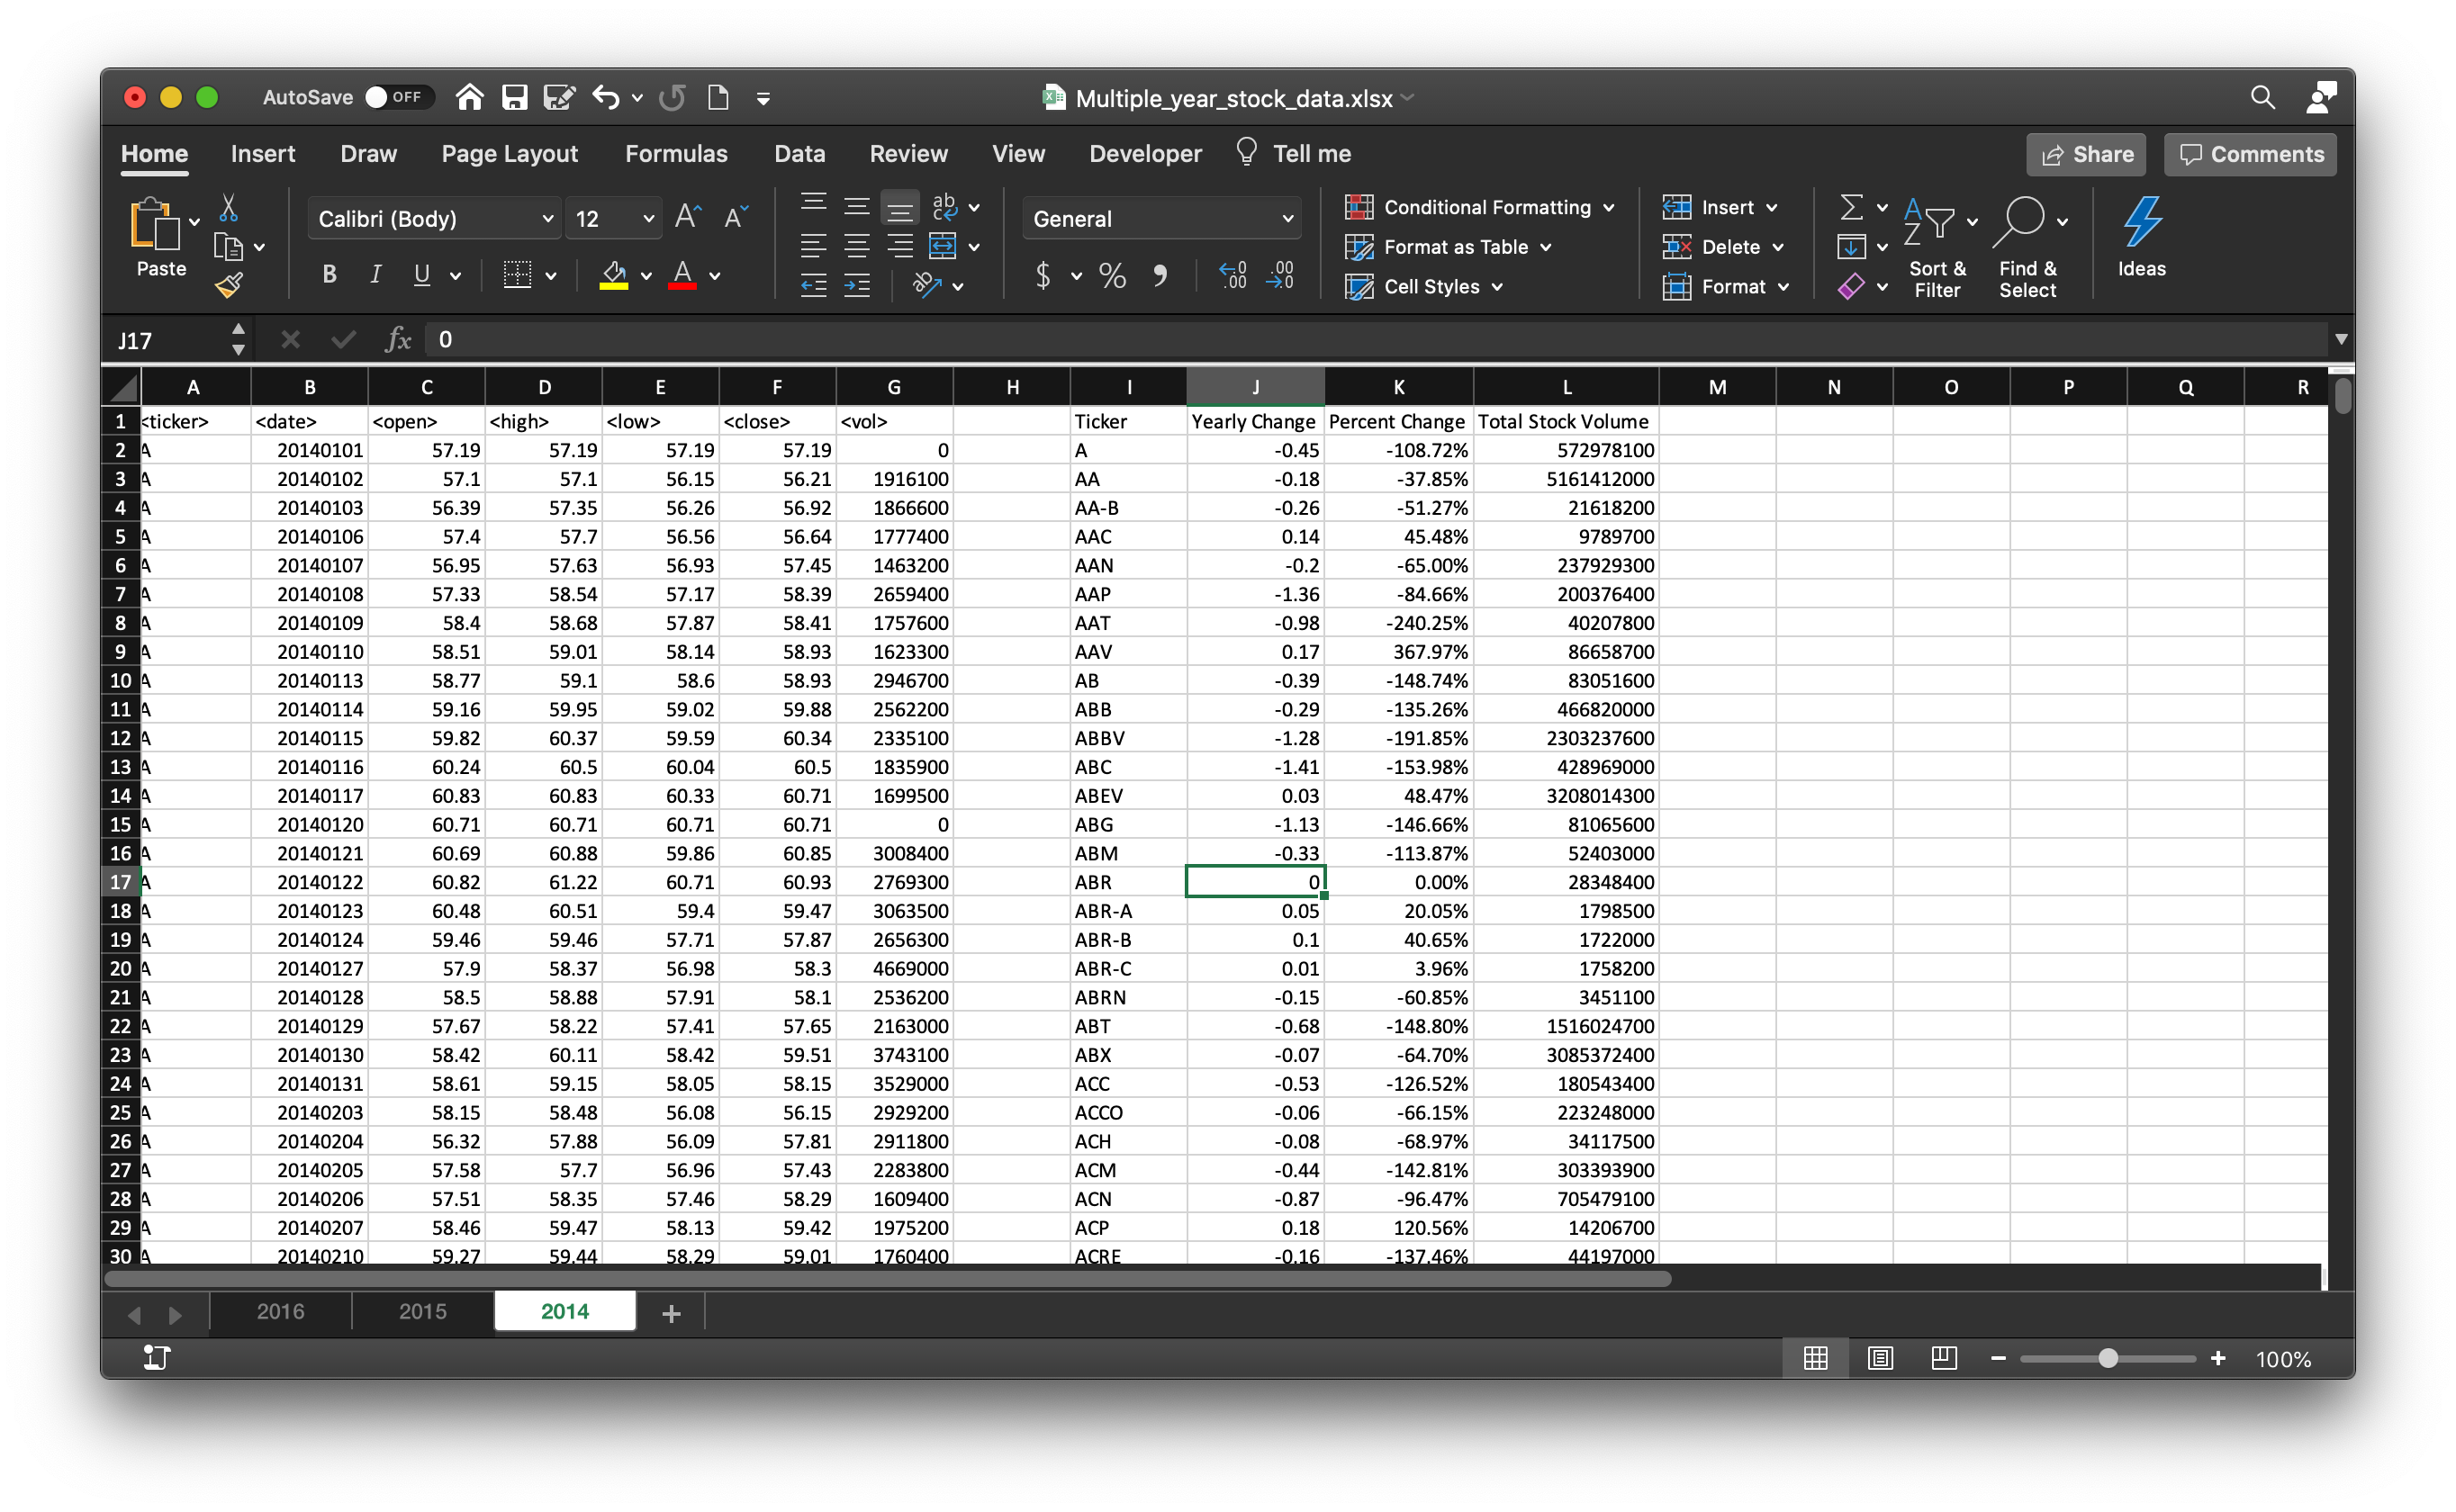 AutoSave OFF Multiple_year_stock_data.xlsx
Home Insert Draw Page Layout Formulas Data Review View Developer Tell me Share Comments
Paste Calibri (Body) 12 General Conditional Formatting Format as Table Cell Styles Insert Delete Format Sort & Filter Find & Select Ideas
J17 fx 0
A B C D E F G H I J K L M N O P Q R
1 <ticker> <date> <open> <high> <low> <close> <vol> Ticker Yearly Change Percent Change Total Stock Volume
2 A 20140101 57.19 57.19 57.19 57.19 0 A -0.45 -108.72% 572978100
3 A 20140102 57.1 57.1 56.15 56.21 1916100 AA -0.18 -37.85% 5161412000
4 A 20140103 56.39 57.35 56.26 56.92 1866600 AA-B -0.26 -51.27% 21618200
5 A 20140106 57.4 57.7 56.56 56.64 1777400 AAC 0.14 45.48% 9789700
6 A 20140107 56.95 57.63 56.93 57.45 1463200 AAN -0.2 -65.00% 237929300
7 A 20140108 57.33 58.54 57.17 58.39 2659400 AAP -1.36 -84.66% 200376400
8 A 20140109 58.4 58.68 57.87 58.41 1757600 AAT -0.98 -240.25% 40207800
9 A 20140110 58.51 59.01 58.14 58.93 1623300 AAV 0.17 367.97% 86658700
10 A 20140113 58.77 59.1 58.6 58.93 2946700 AB -0.39 -148.74% 83051600
11 A 20140114 59.16 59.95 59.02 59.88 2562200 ABB -0.29 -135.26% 466820000
12 A 20140115 59.82 60.37 59.59 60.34 2335100 ABBV -1.28 -191.85% 2303237600
13 A 20140116 60.24 60.5 60.04 60.5 1835900 ABC -1.41 -153.98% 428969000
14 A 20140117 60.83 60.83 60.33 60.71 1699500 ABEV 0.03 48.47% 3208014300
15 A 20140120 60.71 60.71 60.71 60.71 0 ABG -1.13 -146.66% 81065600
16 A 20140121 60.69 60.88 59.86 60.85 3008400 ABM -0.33 -113.87% 52403000
17 A 20140122 60.82 61.22 60.71 60.93 2769300 ABR 0 0.00% 28348400
18 A 20140123 60.48 60.51 59.4 59.47 3063500 ABR-A 0.05 20.05% 1798500
19 A 20140124 59.46 59.46 57.71 57.87 2656300 ABR-B 0.1 40.65% 1722000
20 A 20140127 57.9 58.37 56.98 58.3 4669000 ABR-C 0.01 3.96% 1758200
21 A 20140128 58.5 58.88 57.91 58.1 2536200 ABRN -0.15 -60.85% 3451100
22 A 20140129 57.67 58.22 57.41 57.65 2163000 ABT -0.68 -148.80% 1516024700
23 A 20140130 58.42 60.11 58.42 59.51 3743100 ABX -0.07 -64.70% 3085372400
24 A 20140131 58.61 59.15 58.05 58.15 3529000 ACC -0.53 -126.52% 180543400
25 A 20140203 58.15 58.48 56.08 56.15 2929200 ACCO -0.06 -66.15% 223248000
26 A 20140204 56.32 57.88 56.09 57.81 2911800 ACH -0.08 -68.97% 34117500
27 A 20140205 57.58 57.7 56.96 57.43 2283800 ACM -0.44 -142.81% 303393900
28 A 20140206 57.51 58.35 57.46 58.29 1609400 ACN -0.87 -96.47% 705479100
29 A 20140207 58.46 59.47 58.13 59.42 1975200 ACP 0.18 120.56% 14206700
30 A 20140210 59.27 59.44 58.29 59.01 1760400 ACRE -0.16 -137.46% 44197000
2016 2015 2014 +
100%